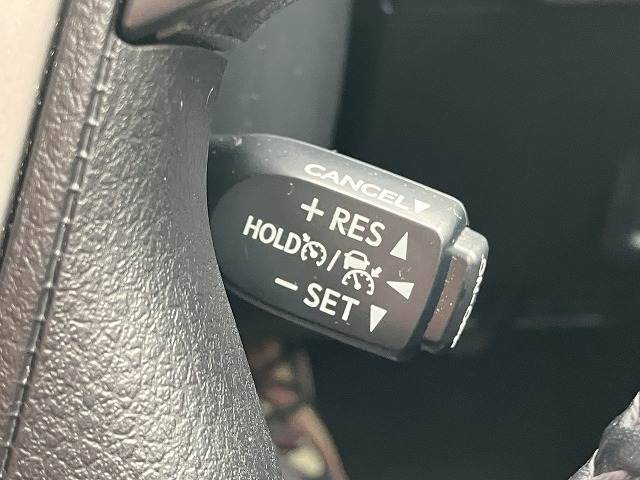 CANCEL▼
+ RES ▲
HOLD / ◀
− SET ▼